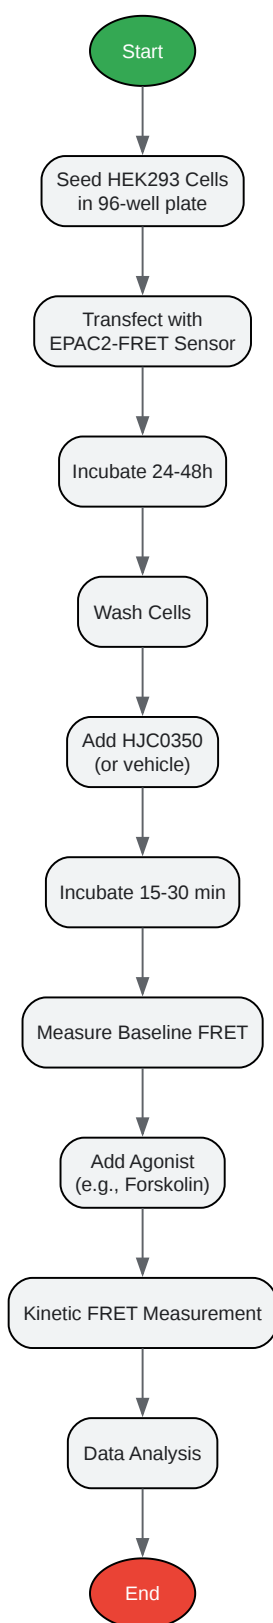 Start
Seed HEK293 Cells
in 96-well plate
Transfect with
EPAC2-FRET Sensor
Incubate 24-48h
Wash Cells
Add HJC0350
(or vehicle)
Incubate 15-30 min
Measure Baseline FRET
Add Agonist
(e.g., Forskolin)
Kinetic FRET Measurement
Data Analysis
End